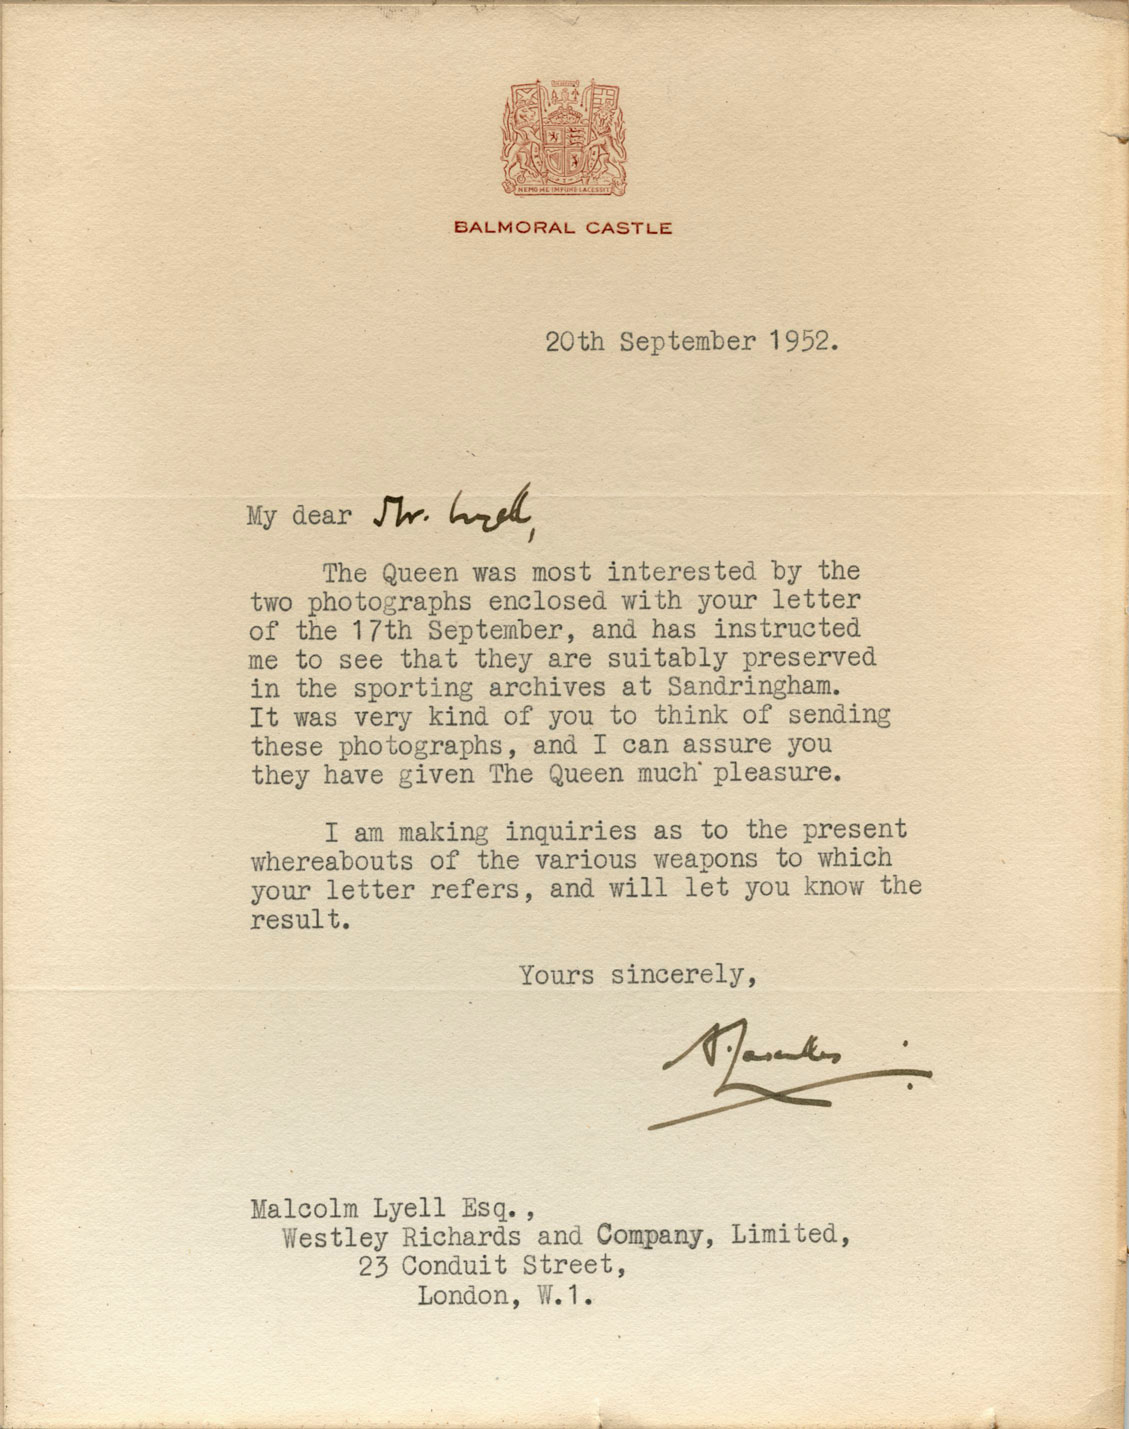 NEMO ME IMPUNE LACESSIT
BALMORAL CASTLE
20th September 1952.
My dear Mr. Lyell,
The Queen was most interested by the
two photographs enclosed with your letter
of the 17th September, and has instructed
me to see that they are suitably preserved
in the sporting archives at Sandringham.
It was very kind of you to think of sending
these photographs, and I can assure you
they have given The Queen much pleasure.
I am making inquiries as to the present
whereabouts of the various weapons to which
your letter refers, and will let you know the
result.
Yours sincerely,
A. Lascelles
Malcolm Lyell Esq.,
Westley Richards and Company, Limited,
23 Conduit Street,
London, W.1.